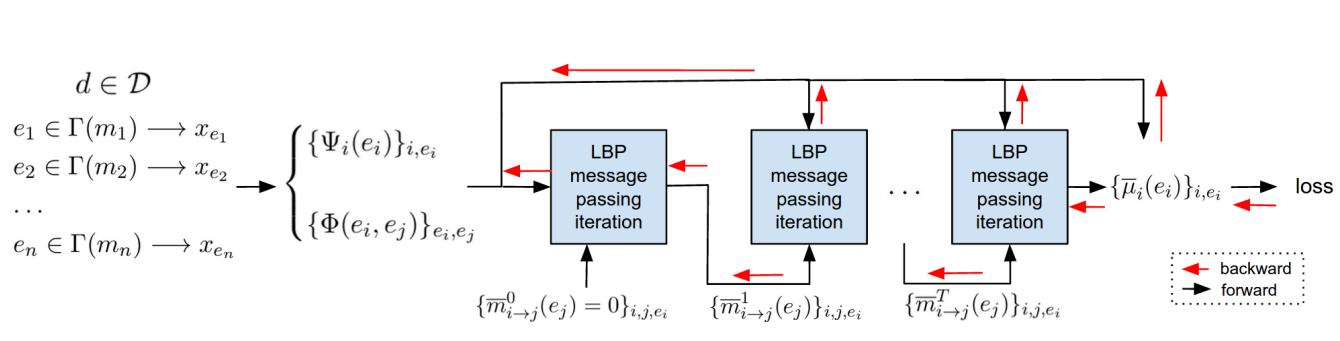 d ∈ 𝒟
e₁ ∈ Γ(m₁) ⟶ x_{e₁}
e₂ ∈ Γ(m₂) ⟶ x_{e₂}
...
eₙ ∈ Γ(mₙ) ⟶ x_{eₙ}
{Ψᵢ(eᵢ)}_{i,eᵢ}
{Φ(eᵢ, eⱼ)}_{eᵢ,eⱼ}
LBP
message
passing
iteration
LBP
message
passing
iteration
...
LBP
message
passing
iteration
{m̅⁰_{i→j}(eⱼ) = 0}_{i,j,eᵢ}
{m̅¹_{i→j}(eⱼ)}_{i,j,eᵢ}
{m̅ᵀ_{i→j}(eⱼ)}_{i,j,eᵢ}
{μ̅ᵢ(eᵢ)}_{i,eᵢ}
loss
backward
forward